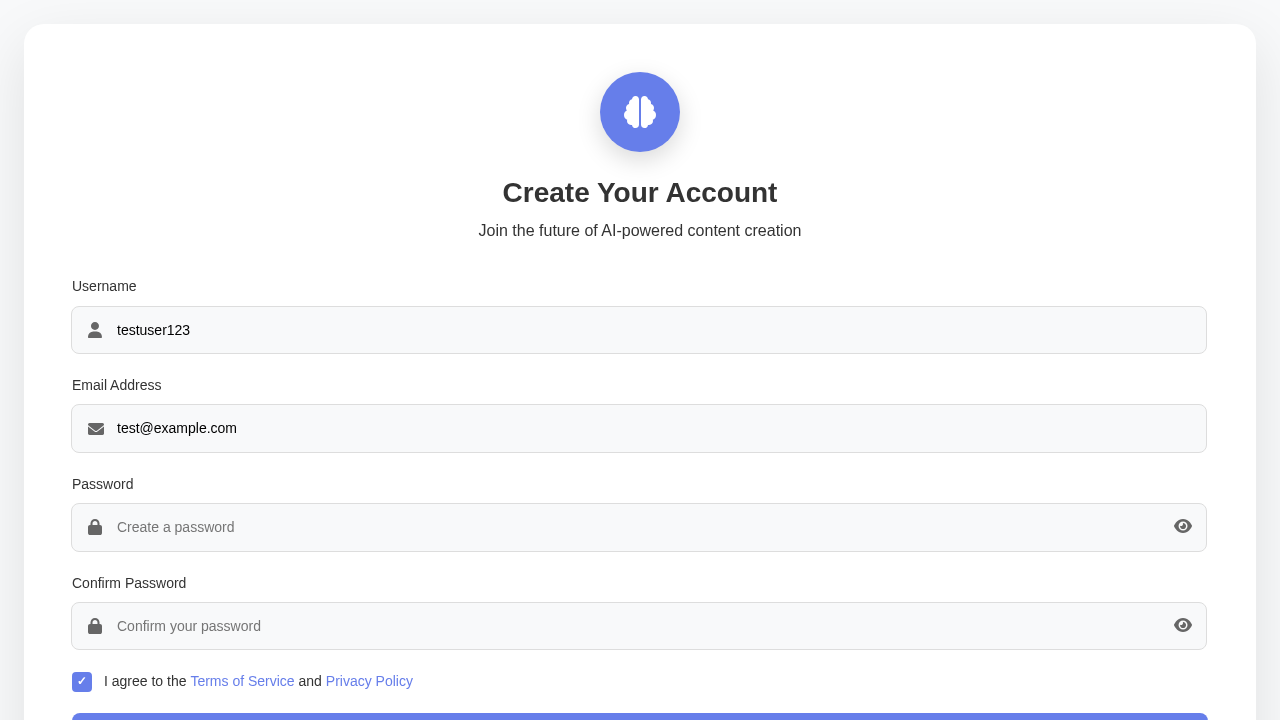 Create Your Account
Join the future of AI-powered content creation
Username
testuser123
Email Address
test@example.com
Password
Create a password
Confirm Password
Confirm your password
✓ I agree to the Terms of Service and Privacy Policy